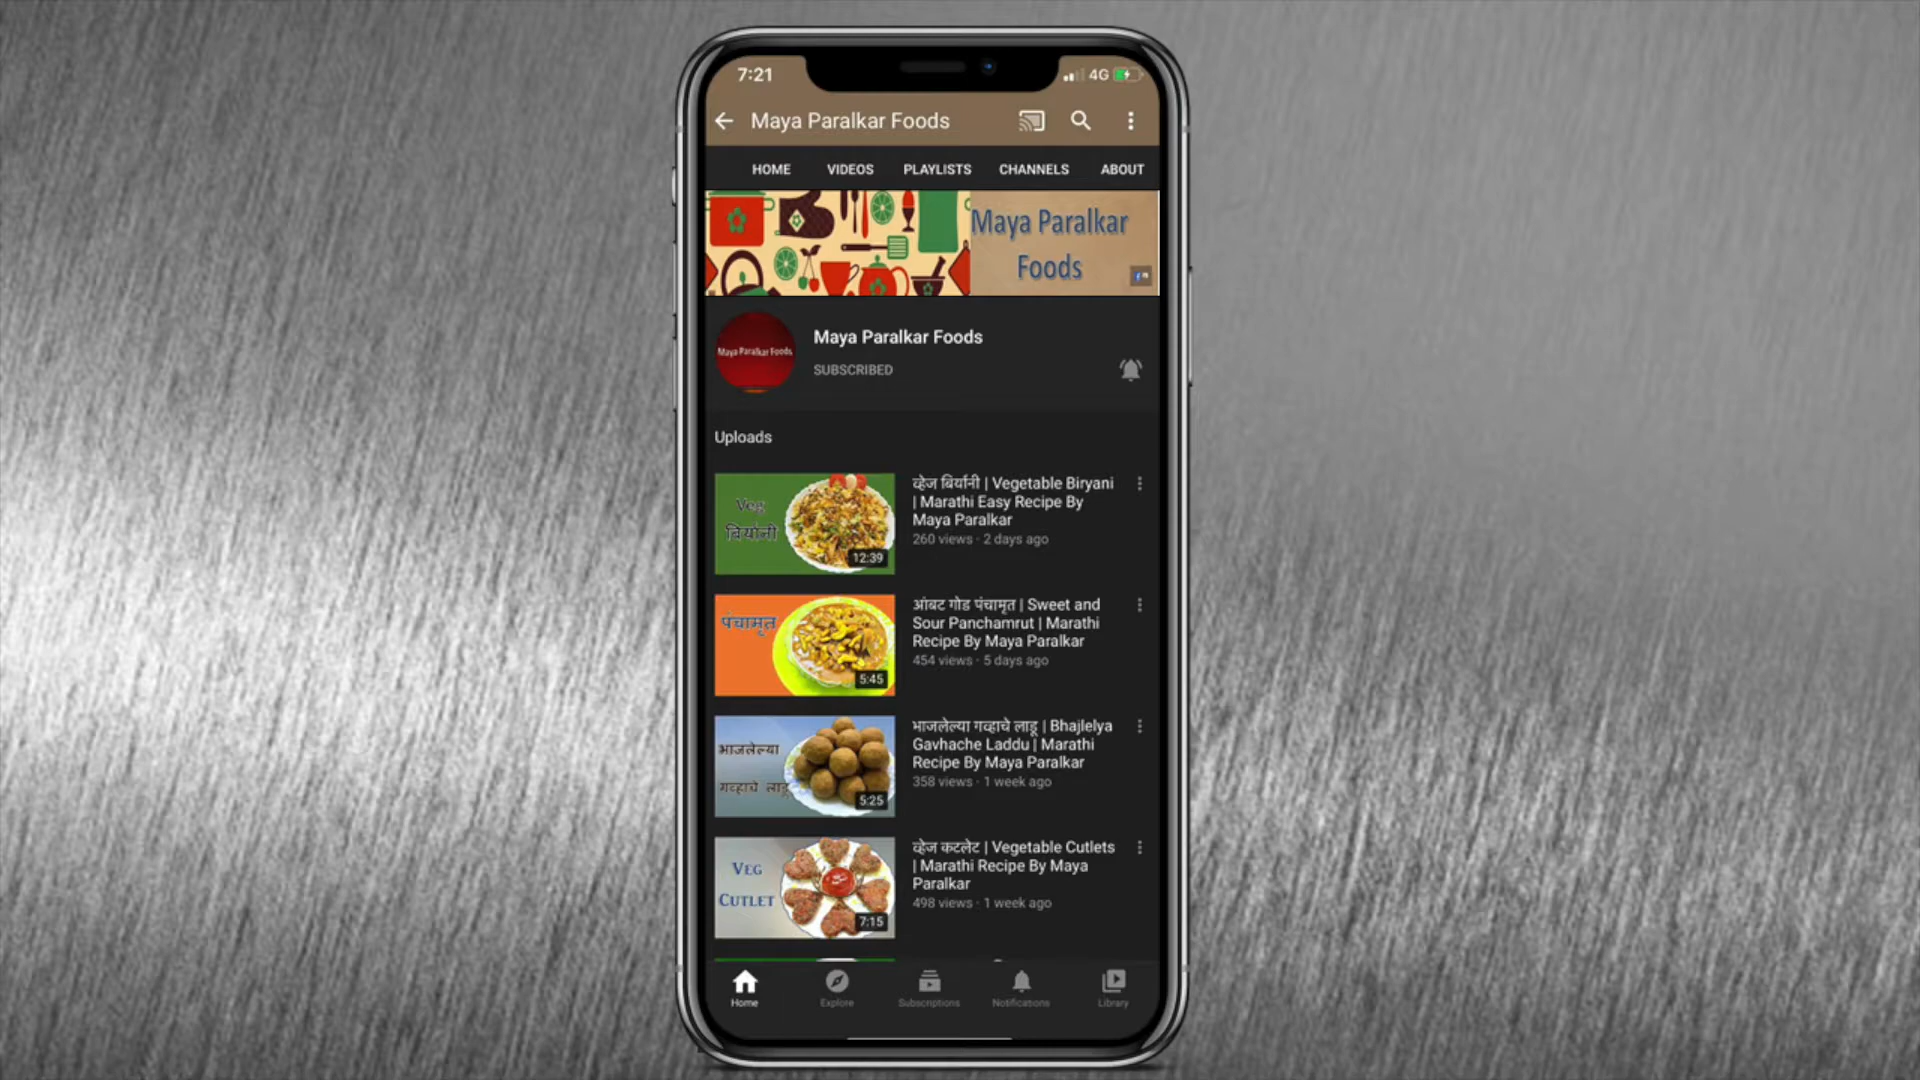 7:21
4G
Maya Paralkar Foods
HOME VIDEOS PLAYLISTS CHANNELS ABOUT
Maya Paralkar
Foods
Maya Paralkar Foods
Maya Paralkar Foods
SUBSCRIBED
Uploads
Veg
बिर्यानी
12:39
व्हेज बिर्यानी | Vegetable Biryani
| Marathi Easy Recipe By
Maya Paralkar
260 views · 2 days ago
पंचामृत
5:45
आंबट गोड पंचामृत | Sweet and
Sour Panchamrut | Marathi
Recipe By Maya Paralkar
454 views · 5 days ago
भाजलेल्या
गव्हाचे लाडू
5:25
भाजलेल्या गव्हाचे लाडू | Bhajlelya
Gavhache Laddu | Marathi
Recipe By Maya Paralkar
358 views · 1 week ago
VEG
CUTLET
7:15
व्हेज कटलेट | Vegetable Cutlets
| Marathi Recipe By Maya
Paralkar
498 views · 1 week ago
Home Explore Subscriptions Notifications Library